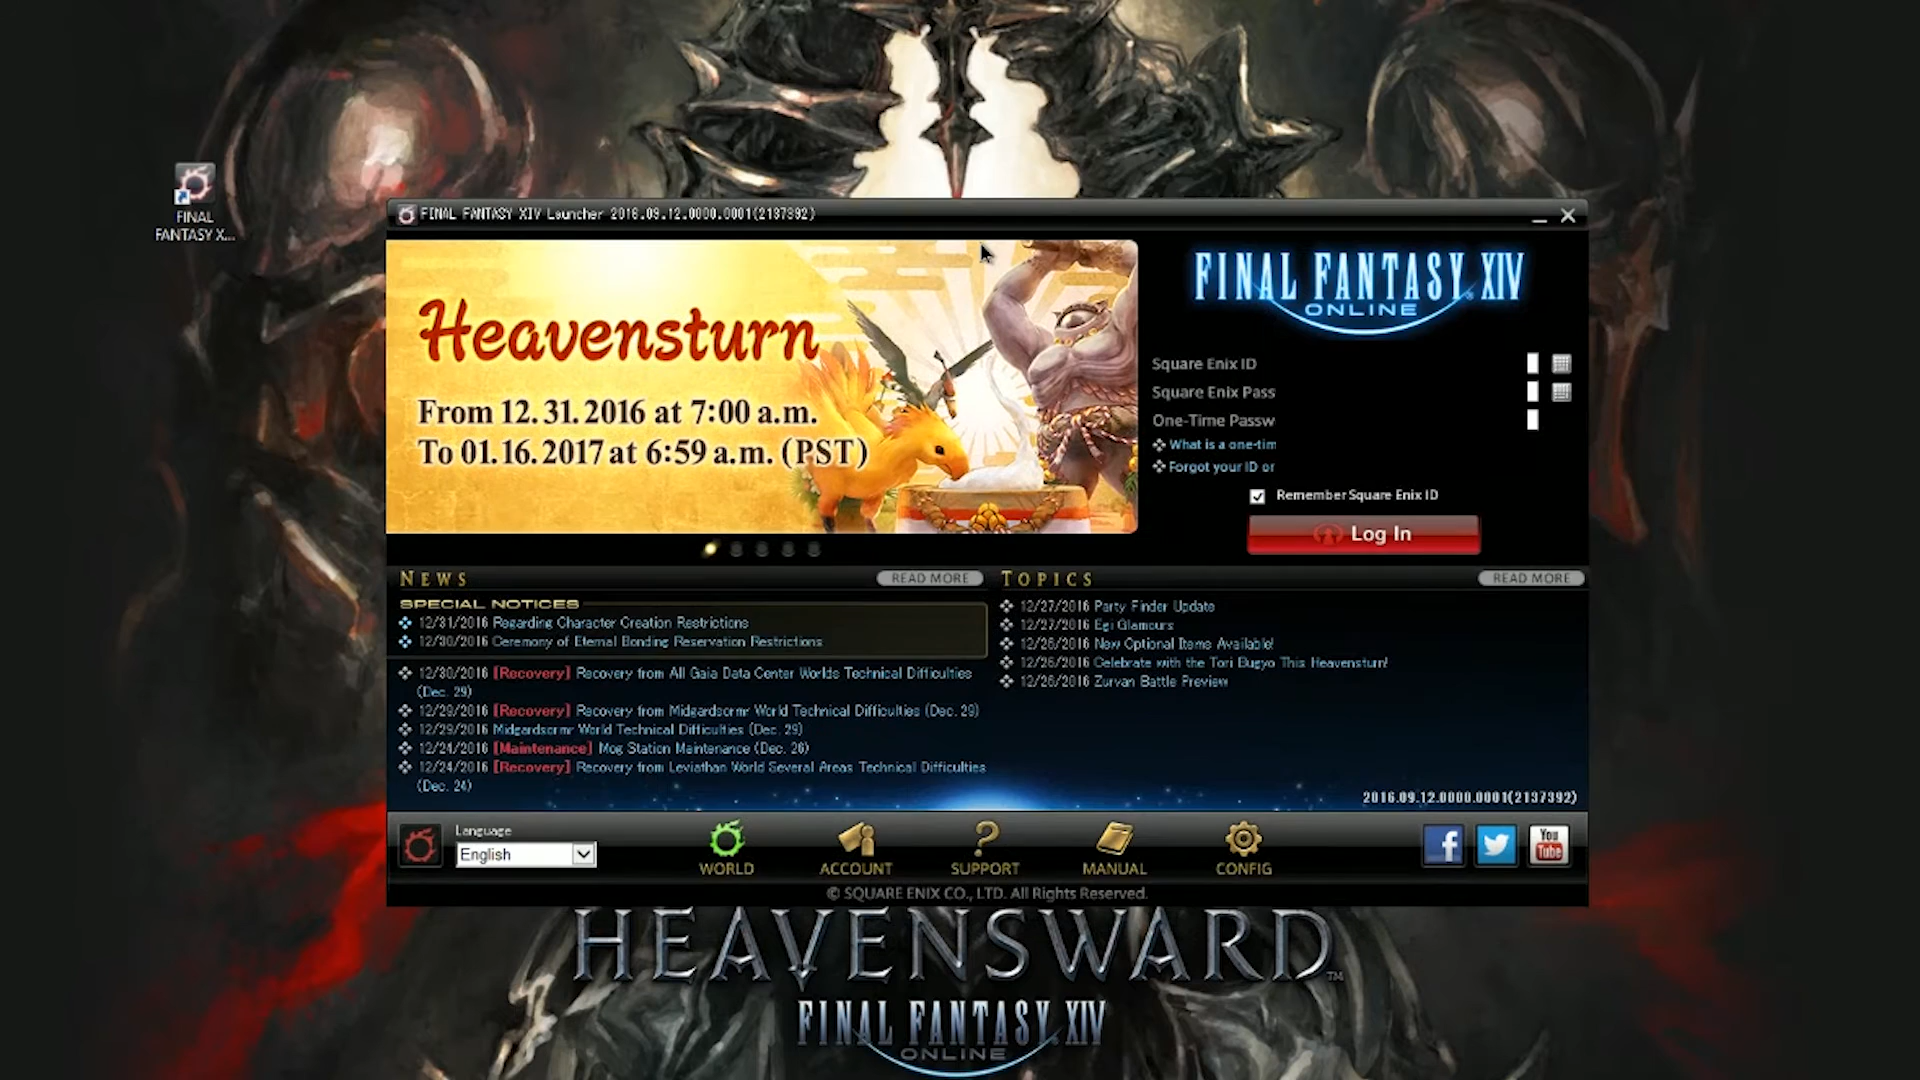 FINAL
FANTASY X...
FINAL FANTASY XIV Launcher 2016.09.12.0000.0001(2137392)
Heavensturn
From 12.31.2016 at 7:00 a.m.
To 01.16.2017 at 6:59 a.m. (PST)
FINAL FANTASY XIV
ONLINE
Square Enix ID
Square Enix Pass
One-Time Passw
What is a one-tim
Forgot your ID or
Remember Square Enix ID
Log In
NEWS
READ MORE
SPECIAL NOTICES
12/31/2016 Regarding Character Creation Restrictions
12/30/2016 Ceremony of Eternal Bonding Reservation Restrictions
12/30/2016 [Recovery] Recovery from All Gaia Data Center Worlds Technical Difficulties
(Dec. 29)
12/29/2016 [Recovery] Recovery from Midgardsormr World Technical Difficulties (Dec. 29)
12/29/2016 Midgardsormr World Technical Difficulties (Dec. 29)
12/24/2016 [Maintenance] Mog Station Maintenance (Dec. 26)
12/24/2016 [Recovery] Recovery from Leviathan World Several Areas Technical Difficulties
(Dec. 24)
TOPICS
READ MORE
12/27/2016 Party Finder Update
12/27/2016 Egi Glamours
12/26/2016 New Optional Items Available!
12/26/2016 Celebrate with the Tori Bugyo This Heavensturn!
12/26/2016 Zurvan Battle Preview
2016.09.12.0000.0001(2137392)
Language
English
WORLD
ACCOUNT
SUPPORT
MANUAL
CONFIG
You
Tube
© SQUARE ENIX CO., LTD. All Rights Reserved.
HEAVENSWARD™
FINAL FANTASY XIV
ONLINE